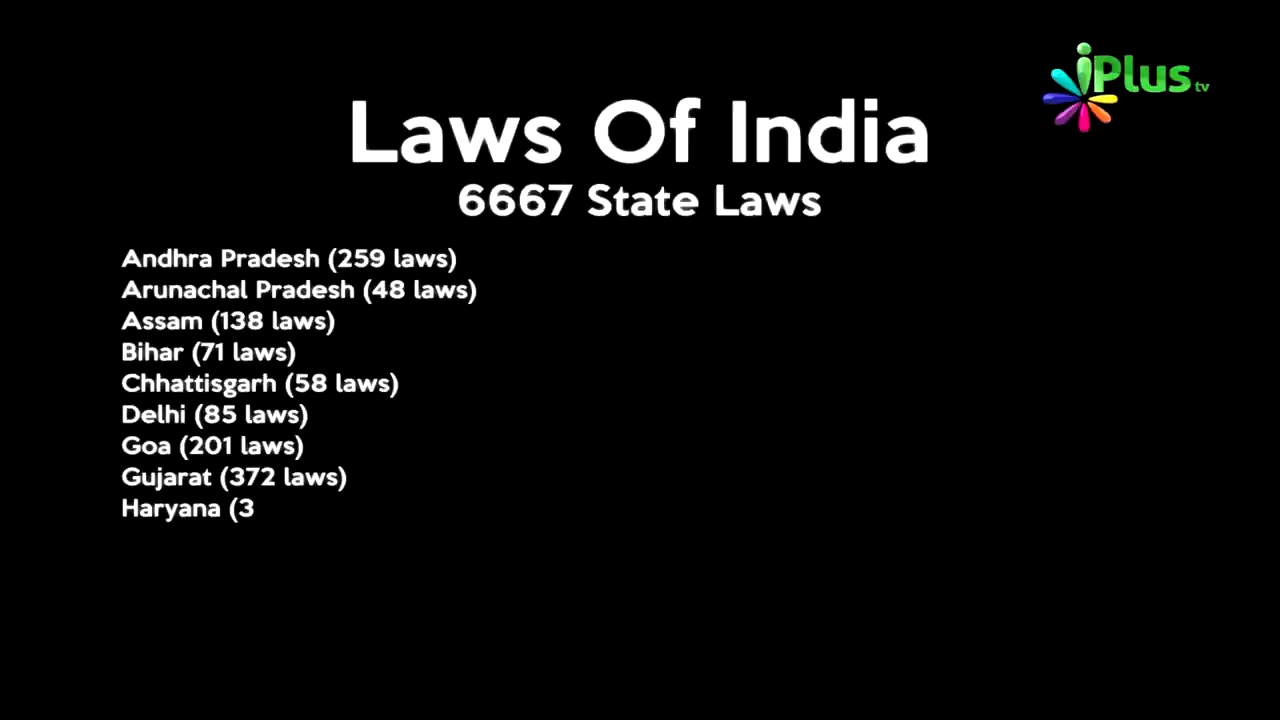 iPlus tv
Laws Of India
6667 State Laws
Andhra Pradesh (259 laws)
Arunachal Pradesh (48 laws)
Assam (138 laws)
Bihar (71 laws)
Chhattisgarh (58 laws)
Delhi (85 laws)
Goa (201 laws)
Gujarat (372 laws)
Haryana (3